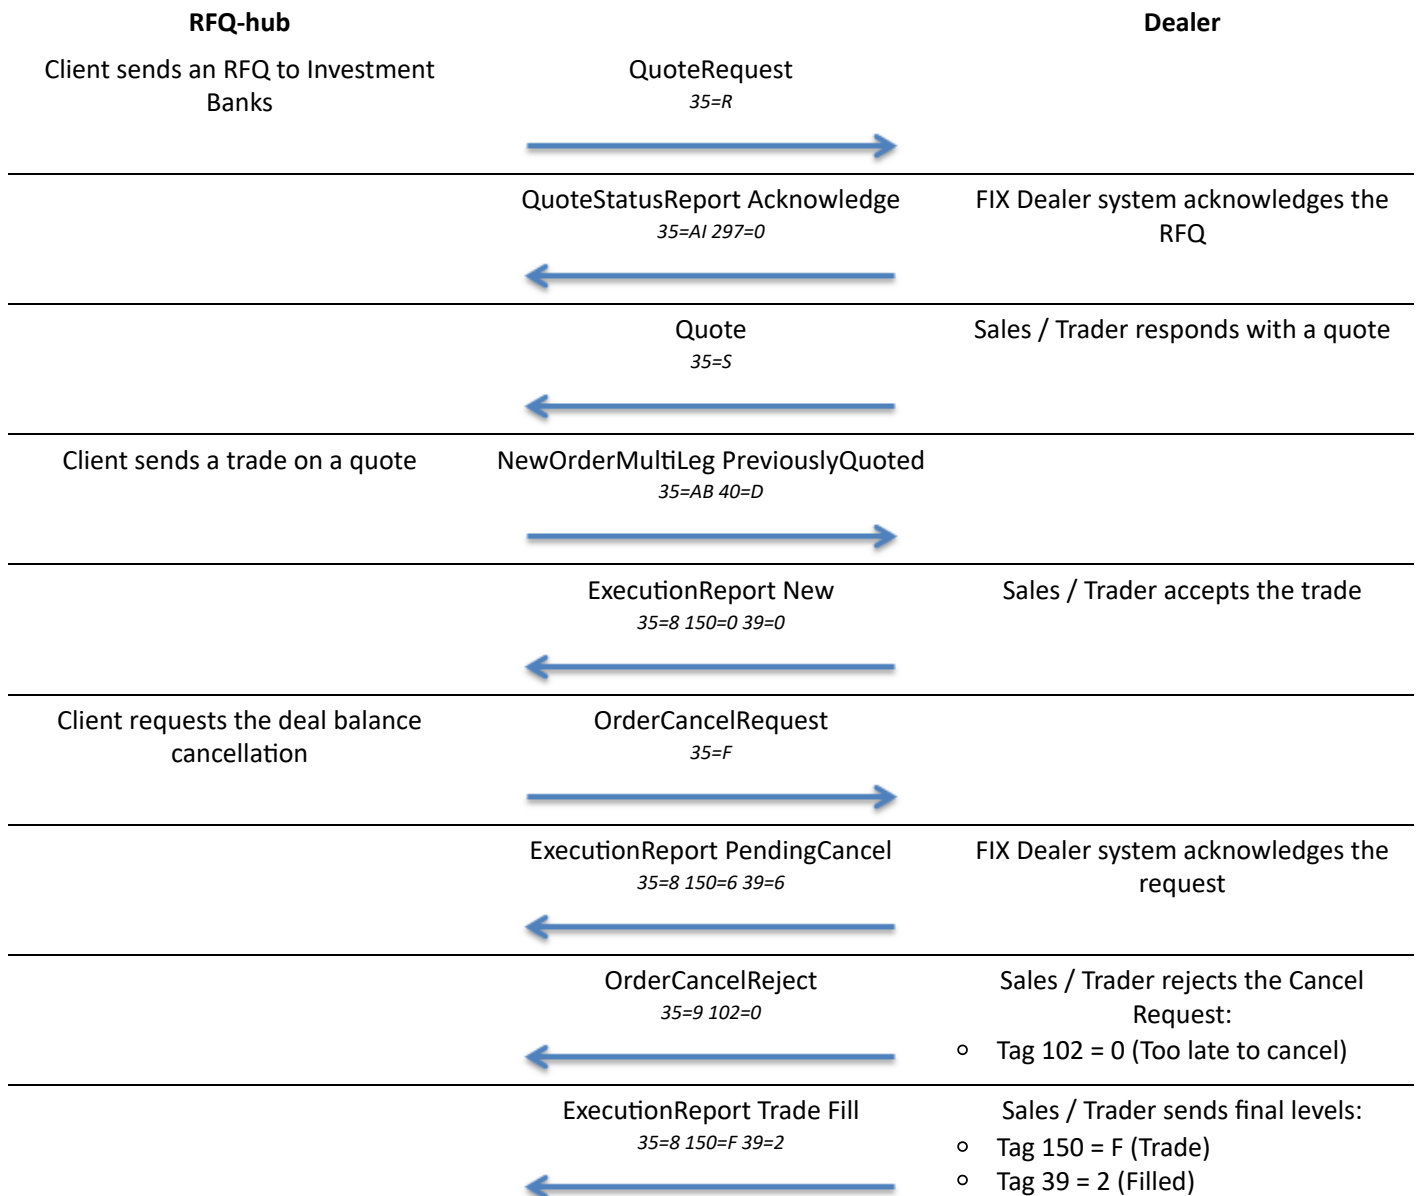 RFQ-hub
Dealer
Client sends an RFQ to Investment
Banks
QuoteRequest
35=R
QuoteStatusReport Acknowledge
35=AI 297=0
FIX Dealer system acknowledges the
RFQ
Quote
35=S
Sales / Trader responds with a quote
Client sends a trade on a quote
NewOrderMultiLeg PreviouslyQuoted
35=AB 40=D
ExecutionReport New
35=8 150=0 39=0
Sales / Trader accepts the trade
Client requests the deal balance
cancellation
OrderCancelRequest
35=F
ExecutionReport PendingCancel
35=8 150=6 39=6
FIX Dealer system acknowledges the
request
OrderCancelReject
35=9 102=0
Sales / Trader rejects the Cancel
Request:
○ Tag 102 = 0 (Too late to cancel)
ExecutionReport Trade Fill
35=8 150=F 39=2
Sales / Trader sends final levels:
○ Tag 150 = F (Trade)
○ Tag 39 = 2 (Filled)